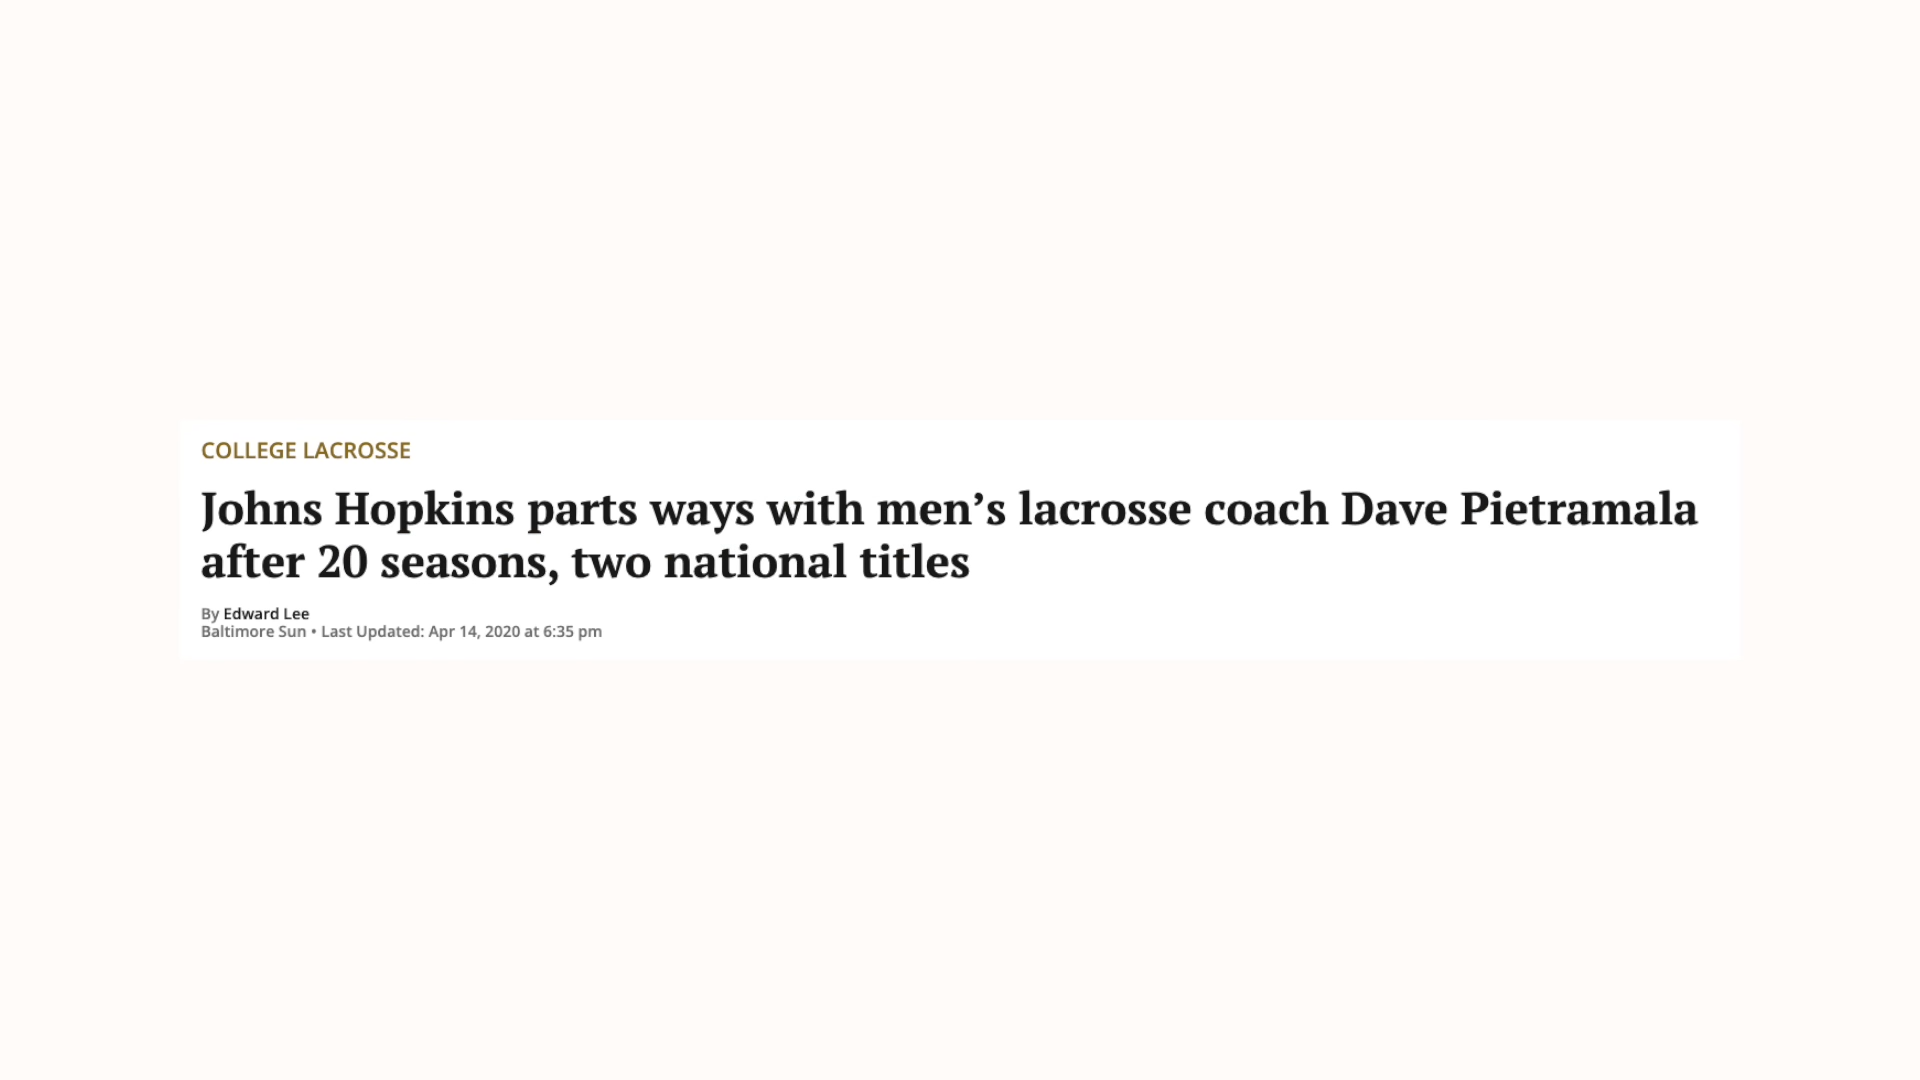 COLLEGE LACROSSE
Johns Hopkins parts ways with men’s lacrosse coach Dave Pietramala
after 20 seasons, two national titles
By Edward Lee
Baltimore Sun • Last Updated: Apr 14, 2020 at 6:35 pm